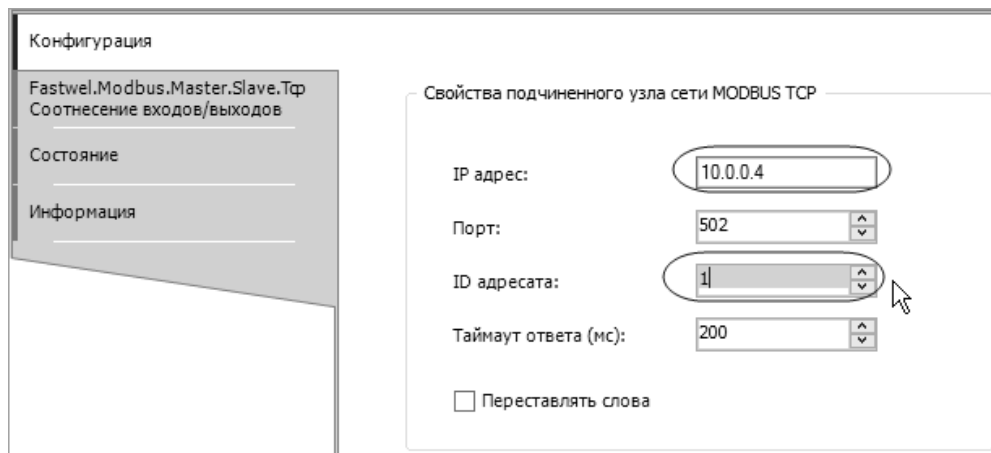 Конфигурация
Fastwel.Modbus.Master.Slave.Tcp
Соотнесение входов/выходов
Состояние
Информация
Свойства подчиненного узла сети MODBUS TCP
IP адрес:
10.0.0.4
Порт:
502
ID адресата:
1
Таймаут ответа (мс):
200
Переставлять слова